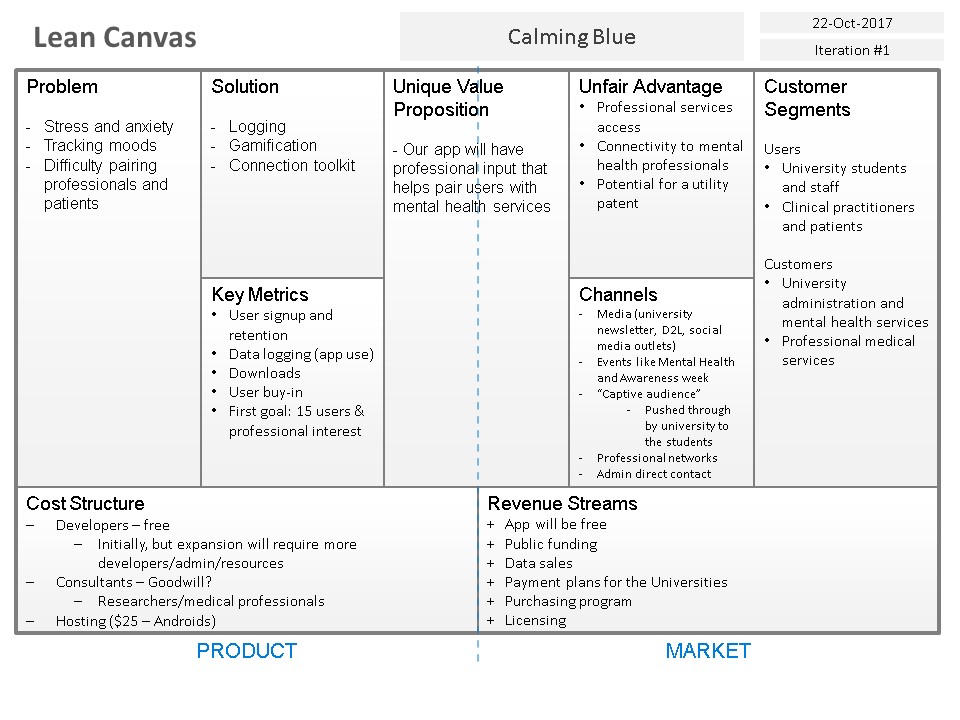 Lean Canvas
Calming Blue
22-Oct-2017
Iteration #1
Problem
- Stress and anxiety
- Tracking moods
- Difficulty pairing
professionals and
patients
Solution
- Logging
- Gamification
- Connection toolkit
Key Metrics
• User signup and
retention
• Data logging (app use)
• Downloads
• User buy-in
• First goal: 15 users &
professional interest
Unique Value
Proposition
- Our app will have
professional input that
helps pair users with
mental health services
Unfair Advantage
• Professional services
access
• Connectivity to mental
health professionals
• Potential for a utility
patent
Channels
- Media (university
newsletter, D2L, social
media outlets)
- Events like Mental Health
and Awareness week
- “Captive audience”
- Pushed through
by university to
the students
- Professional networks
- Admin direct contact
Customer
Segments
Users
• University students
and staff
• Clinical practitioners
and patients
Customers
• University
administration and
mental health services
• Professional medical
services
Cost Structure
– Developers – free
– Initially, but expansion will require more
developers/admin/resources
– Consultants – Goodwill?
– Researchers/medical professionals
– Hosting ($25 – Androids)
Revenue Streams
+ App will be free
+ Public funding
+ Data sales
+ Payment plans for the Universities
+ Purchasing program
+ Licensing
PRODUCT
MARKET